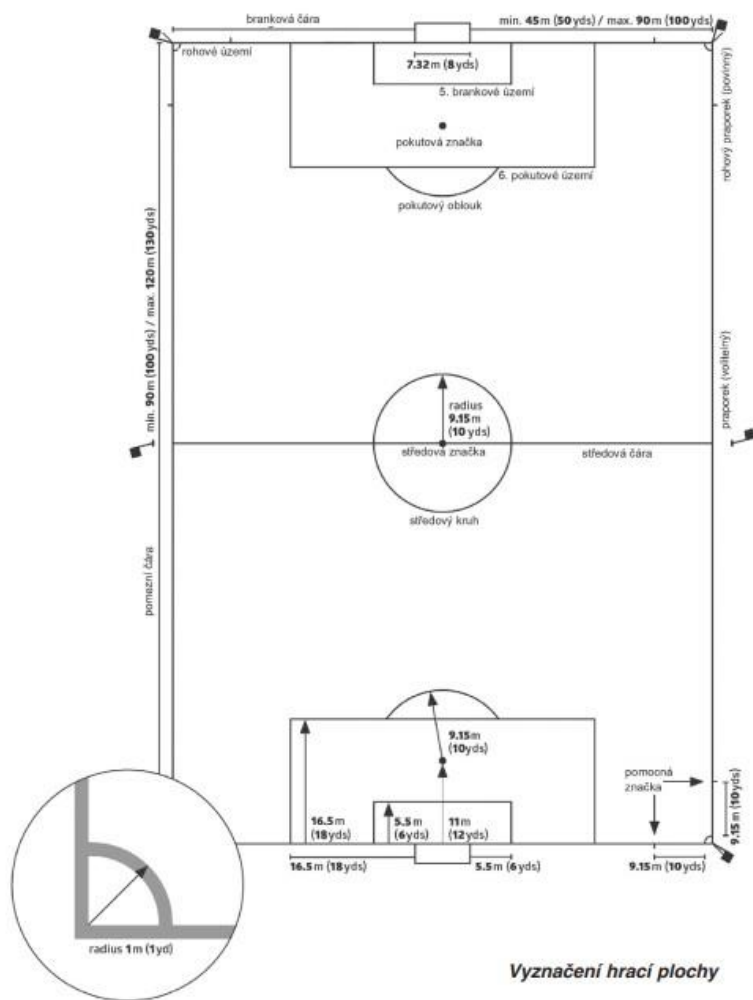 branková čára
min. 45 m (50 yds) / max. 90 m (100 yds)
rohové území
7.32 m (8 yds)
5. brankové území
pokutová značka
6. pokutové území
pokutový oblouk
rohový praporek (povinný)
min. 90 m (100 yds) / max. 120 m (130 yds)
praporek (volitelný)
radius
9.15 m
(10 yds)
středová značka
středová čára
středový kruh
pomezní čára
9.15 m
(10 yds)
pomocná
značka
16.5 m
(18 yds)
5.5 m
(6 yds)
11 m
(12 yds)
9.15 m (10 yds)
16.5 m (18 yds)
5.5 m (6 yds)
9.15 m (10 yds)
radius 1 m (1 yd)
Vyznačení hrací plochy